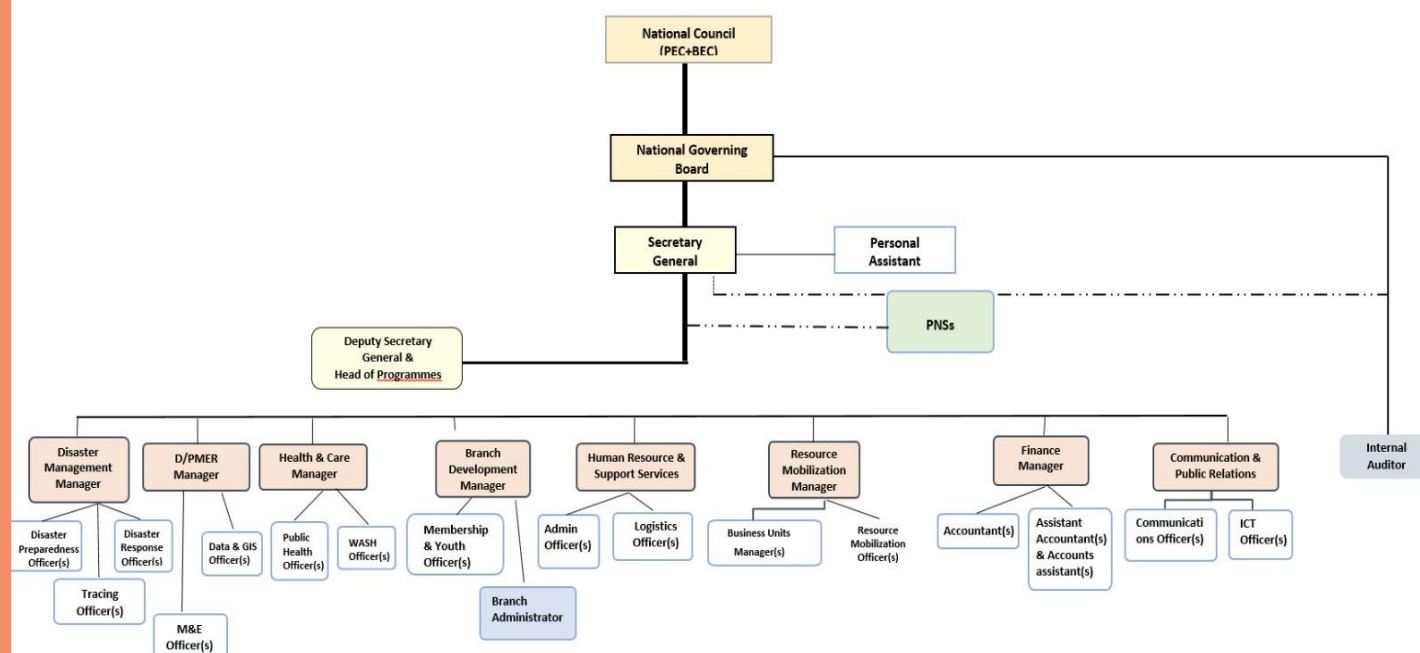 National Council
(PEC+BEC)
National Governing
Board
Secretary
General
Personal
Assistant
PNSs
Deputy Secretary
General &
Head of Programmes
Disaster
Management
Manager
D/PMER
Manager
Health & Care
Manager
Branch
Development
Manager
Human Resource &
Support Services
Resource
Mobilization
Manager
Finance
Manager
Communication &
Public Relations
Internal
Auditor
Disaster
Preparedness
Officer(s)
Tracing
Officer(s)
Disaster
Response
Officer(s)
M&E
Officer(s)
Data & GIS
Officer(s)
Public
Health
Officer(s)
WASH
Officer(s)
Membership
& Youth
Officer(s)
Branch
Administrator
Admin
Officer(s)
Logistics
Officer(s)
Business Units
Manager(s)
Resource
Mobilization
Officer(s)
Accountant(s)
Assistant
Accountant(s)
& Accounts
assistant(s)
Communicati
ons Officer(s)
ICT
Officer(s)